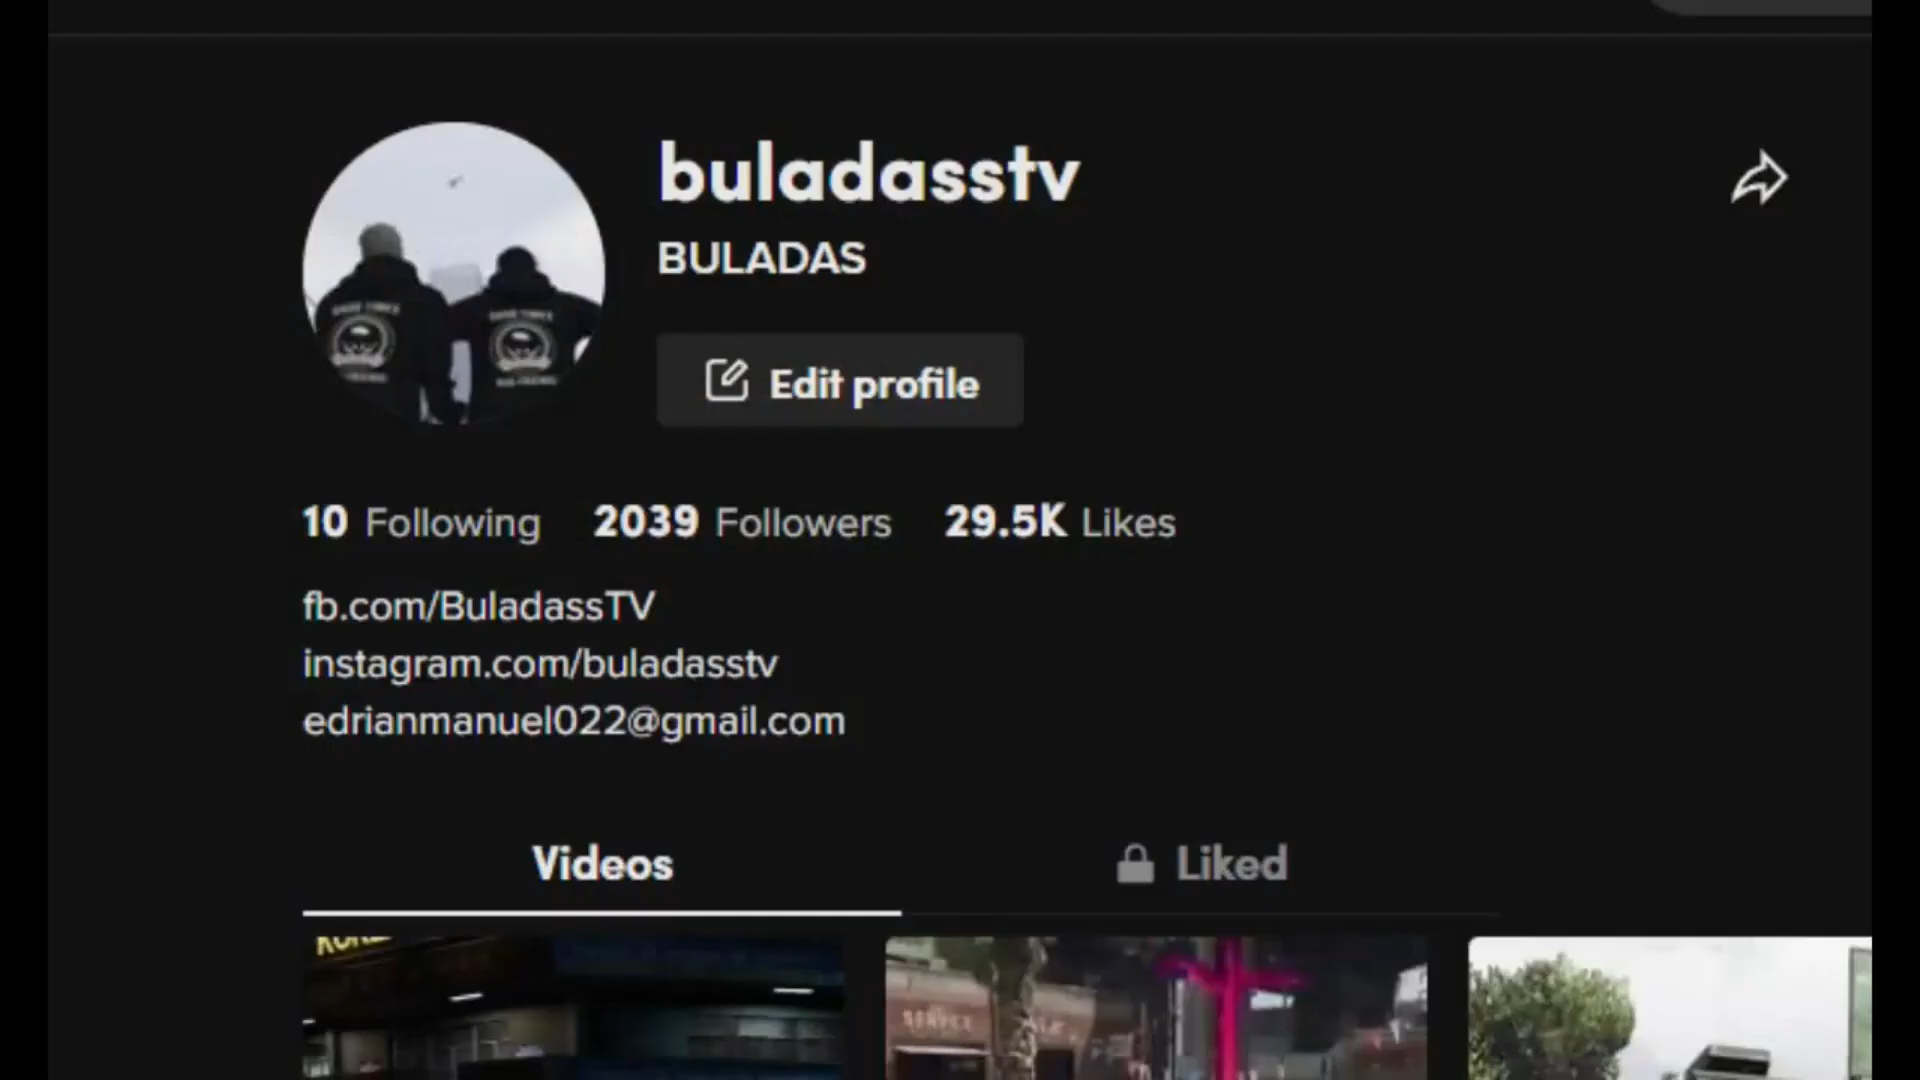 buladasstv
BULADAS
Edit profile
10 Following 2039 Followers 29.5K Likes
fb.com/BuladassTV
instagram.com/buladasstv
edrianmanuel022@gmail.com
Videos Liked
SERVICE